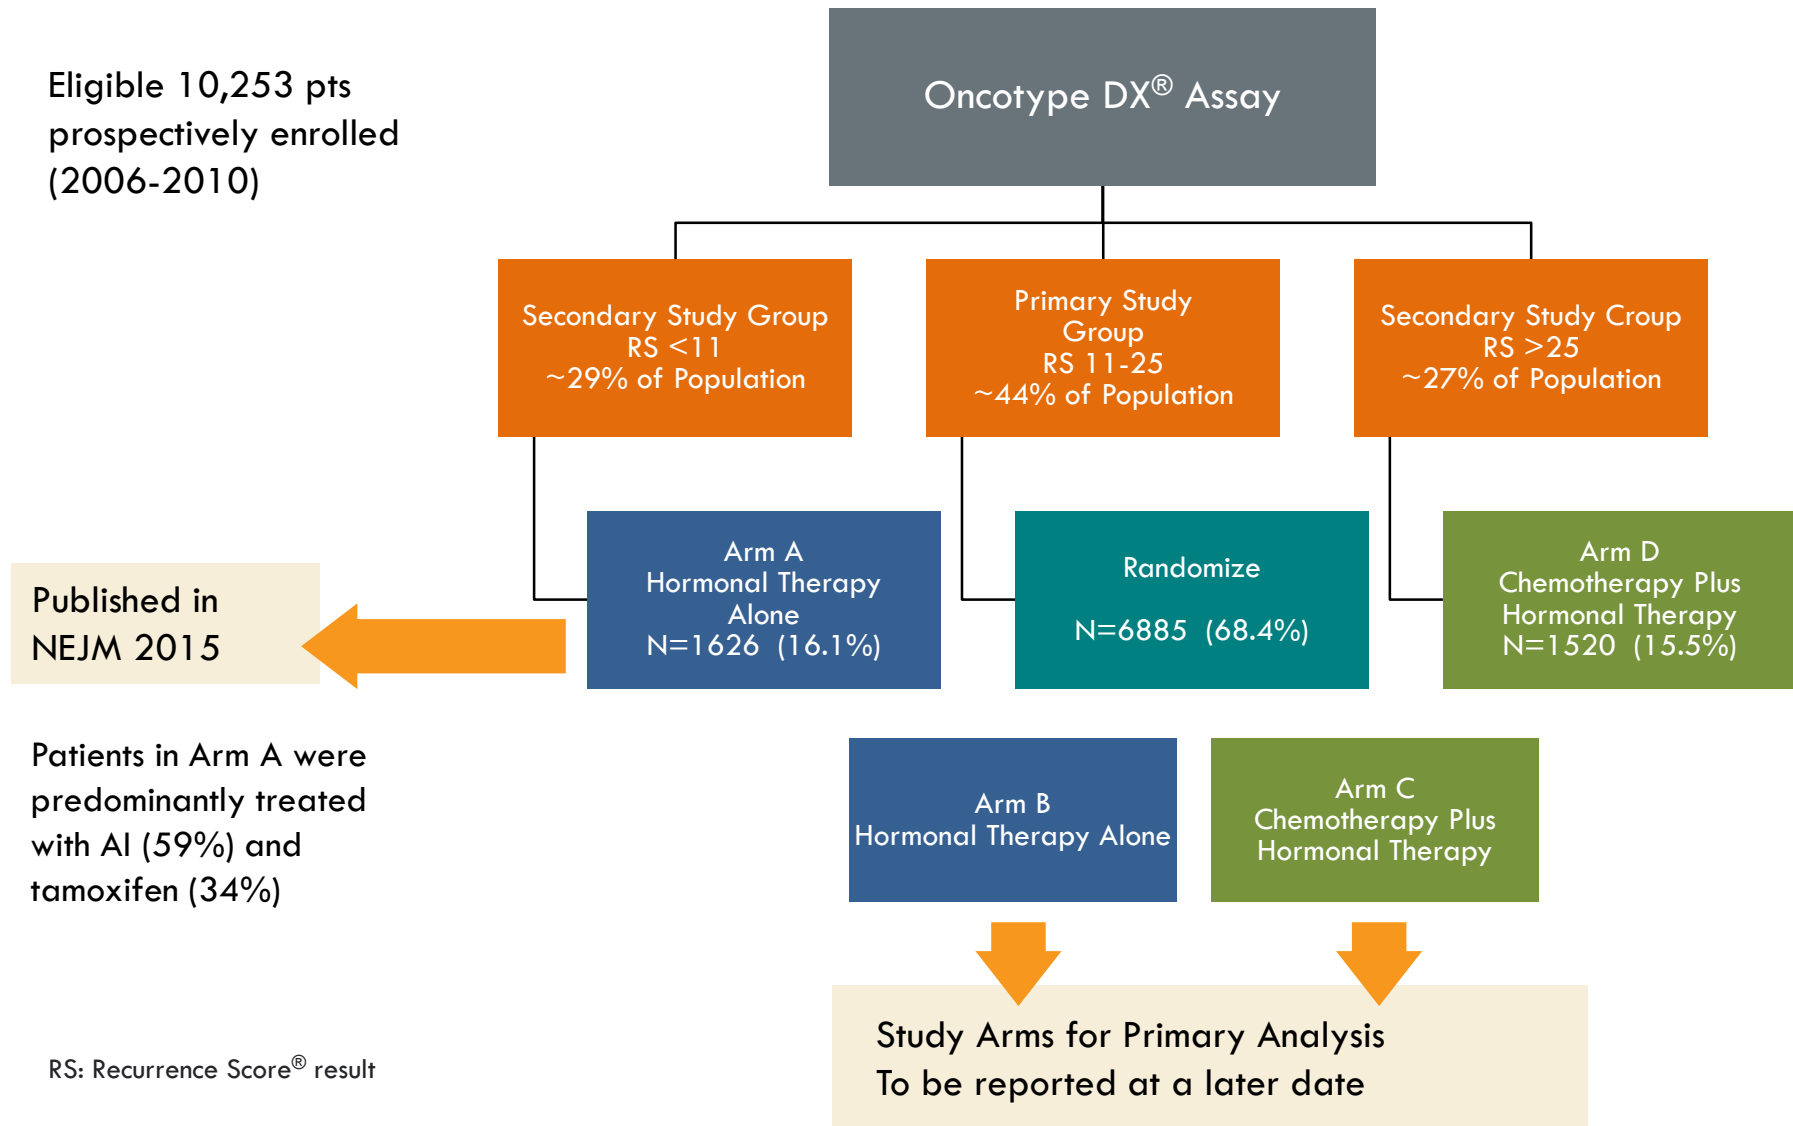 Eligible 10,253 pts
prospectively enrolled
(2006-2010)
Oncotype DX® Assay
Secondary Study Group
RS <11
~29% of Population
Primary Study
Group
RS 11-25
~44% of Population
Secondary Study Croup
RS >25
~27% of Population
Arm A
Hormonal Therapy
Alone
N=1626 (16.1%)
Randomize
N=6885 (68.4%)
Arm D
Chemotherapy Plus
Hormonal Therapy
N=1520 (15.5%)
Published in
NEJM 2015
Patients in Arm A were
predominantly treated
with AI (59%) and
tamoxifen (34%)
Arm B
Hormonal Therapy Alone
Arm C
Chemotherapy Plus
Hormonal Therapy
Study Arms for Primary Analysis
To be reported at a later date
RS: Recurrence Score® result